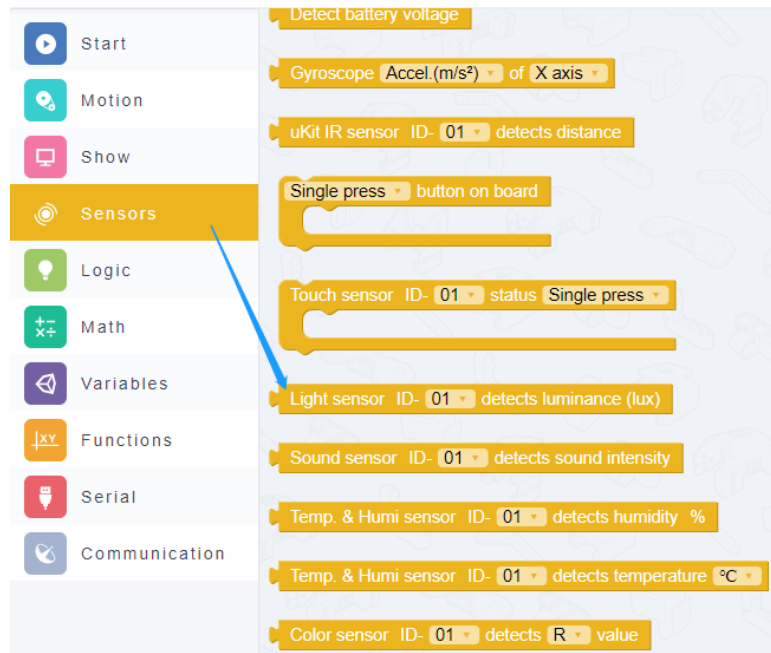 Start
Motion
Show
Sensors
Logic
Math
Variables
Functions
Serial
Communication
Detect battery voltage
Gyroscope Accel.(m/s²) of X axis
uKit IR sensor ID- 01 detects distance
Single press button on board
Touch sensor ID- 01 status Single press
Light sensor ID- 01 detects luminance (lux)
Sound sensor ID- 01 detects sound intensity
Temp. & Humi sensor ID- 01 detects humidity %
Temp. & Humi sensor ID- 01 detects temperature °C
Color sensor ID- 01 detects R value